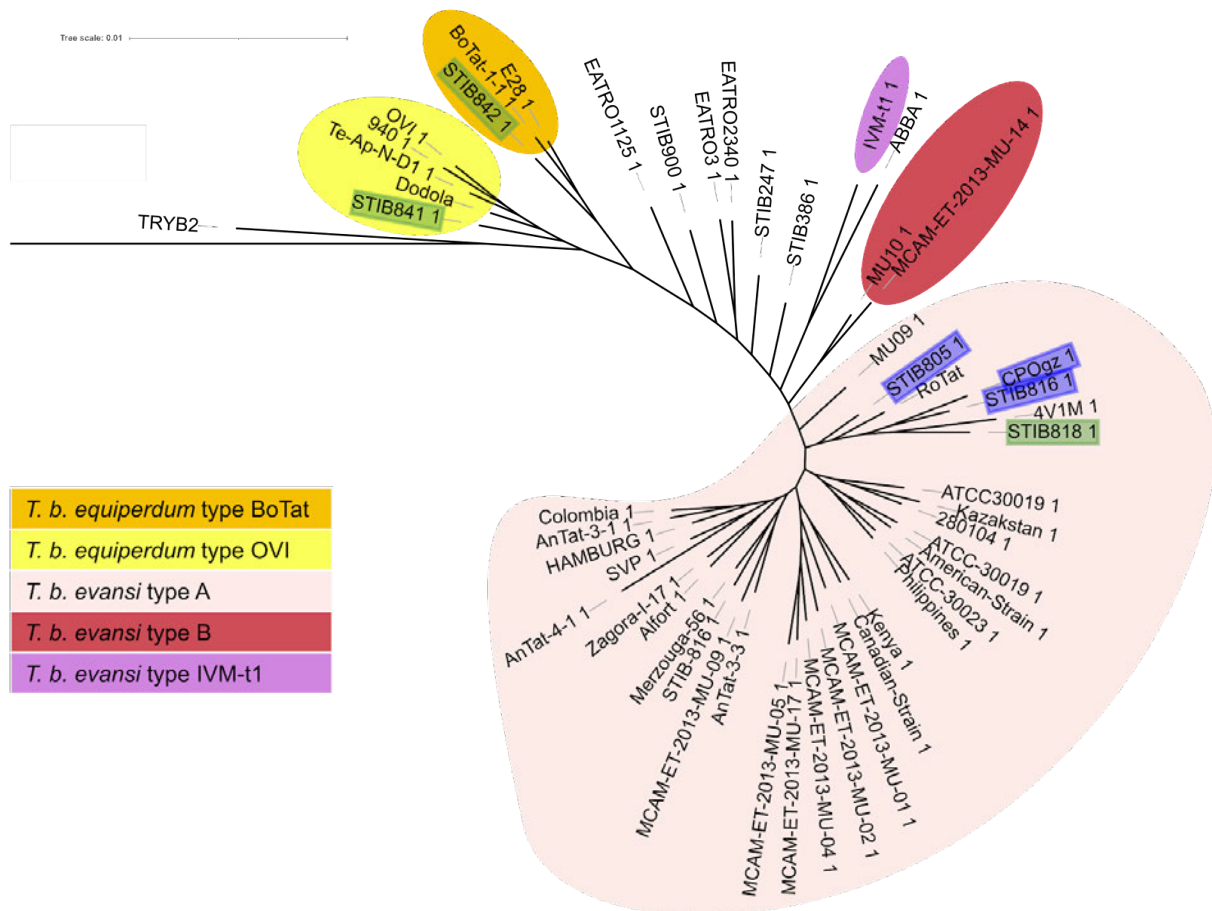 Tree scale: 0.01
E28 1
BoTat-1-1 1
STIB842 1
OVI 1
940 1
Te-Ap-N-D1 1
Dodola
STIB841 1
TRYB2
EATRO1125 1
STIB900 1
EATRO3 1
EATRO2340 1
STIB247 1
STIB386 1
IVM-t1 1
ABBA 1
MU10 1
MCAM-ET-2013-MU-14 1
MU09 1
STIB805 1
RoTat
CPOgz 1
STIB816 1
4V1M 1
STIB818 1
ATCC30019 1
Kazakstan 1
280104 1
ATCC-30019 1
American-Strain 1
ATCC-30023 1
Philippines 1
Kenya 1
Canadian-Strain 1
MCAM-ET-2013-MU-01 1
MCAM-ET-2013-MU-02 1
MCAM-ET-2013-MU-04 1
MCAM-ET-2013-MU-17 1
MCAM-ET-2013-MU-05 1
AnTat-3-3 1
MCAM-ET-2013-MU-09 1
STIB-816 1
Merzouga-56 1
Alfort 1
Zagora-I-17 1
AnTat-4-1 1
SVP 1
HAMBURG 1
AnTat-3-1 1
Colombia 1
T. b. equiperdum type BoTat
T. b. equiperdum type OVI
T. b. evansi type A
T. b. evansi type B
T. b. evansi type IVM-t1